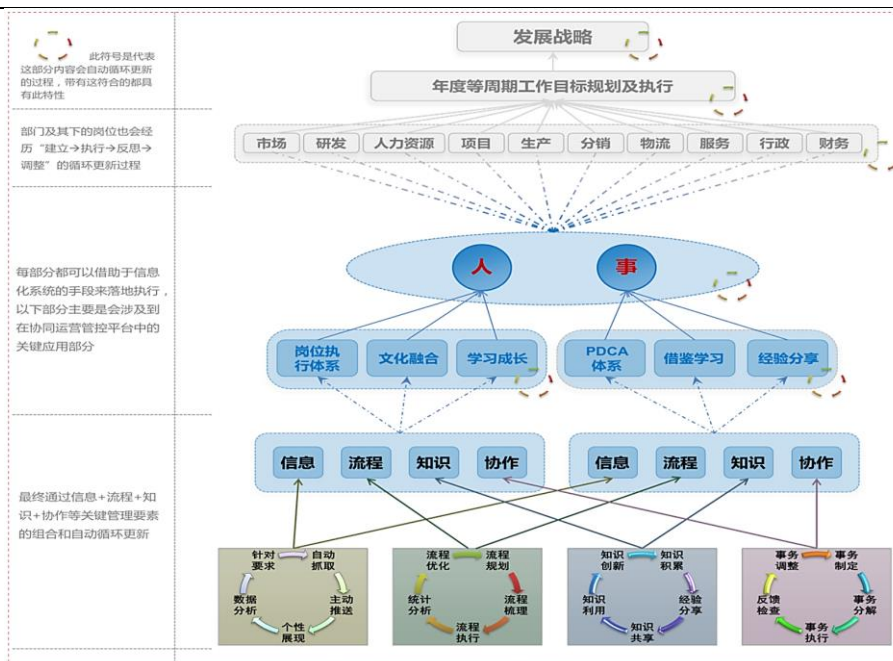 此符号是代表
这部分内容会自动循环更新
的过程，带有这符合的都具
有此特性
发展战略
年度等周期工作目标规划及执行
部门及其下的岗位也会经
历“建立→执行→反思→
调整”的循环更新过程
市场 研发 人力资源 项目 生产 分销 物流 服务 行政 财务
每部分都可以借助于信息
化系统的手段来落地执行，
以下部分主要是会涉及到
在协同运营管控平台中的
关键应用部分
人 事
岗位执
行体系
文化融合
学习成长
PDCA
体系
借鉴学习
经验分享
最终通过信息+流程+知
识+协作等关键管理要素
的组合和自动循环更新
信息 流程 知识 协作
信息 流程 知识 协作
针对
要求
自动
抓取
主动
推送
个性
展现
数据
分析
流程
优化
流程
规划
流程
梳理
流程
执行
统计
分析
知识
创新
知识
积累
经验
分享
知识
共享
知识
利用
事务
调整
事务
制定
事务
分解
事务
执行
反馈
检查